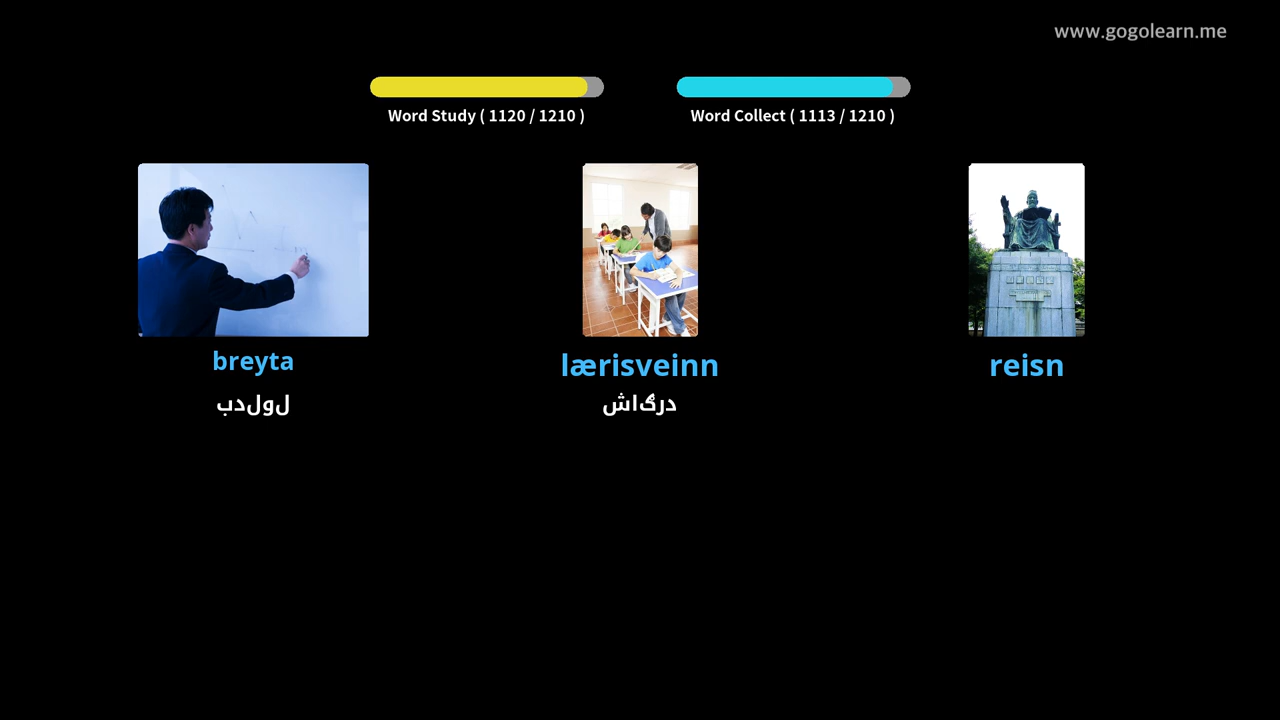 www.gogolearn.me
Word Study ( 1120 / 1210 )
Word Collect ( 1113 / 1210 )
breyta
لولدب
lærisveinn
درگاش
reisn